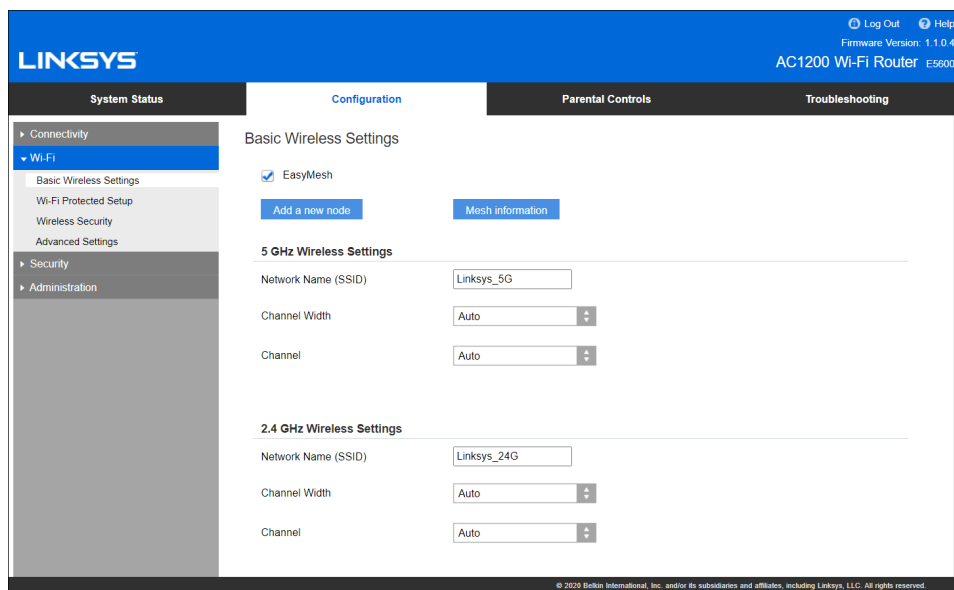 Log Out Help
Firmware Version: 1.1.0.4
LINKSYS
AC1200 Wi-Fi Router E5600
System Status Configuration Parental Controls Troubleshooting
Connectivity
Wi-Fi
Basic Wireless Settings
Wi-Fi Protected Setup
Wireless Security
Advanced Settings
Security
Administration
Basic Wireless Settings
EasyMesh
Add a new node Mesh information
5 GHz Wireless Settings
Network Name (SSID) Linksys_5G
Channel Width Auto
Channel Auto
2.4 GHz Wireless Settings
Network Name (SSID) Linksys_24G
Channel Width Auto
Channel Auto
© 2020 Belkin International, Inc. and/or its subsidiaries and affiliates, including Linksys, LLC. All rights reserved.